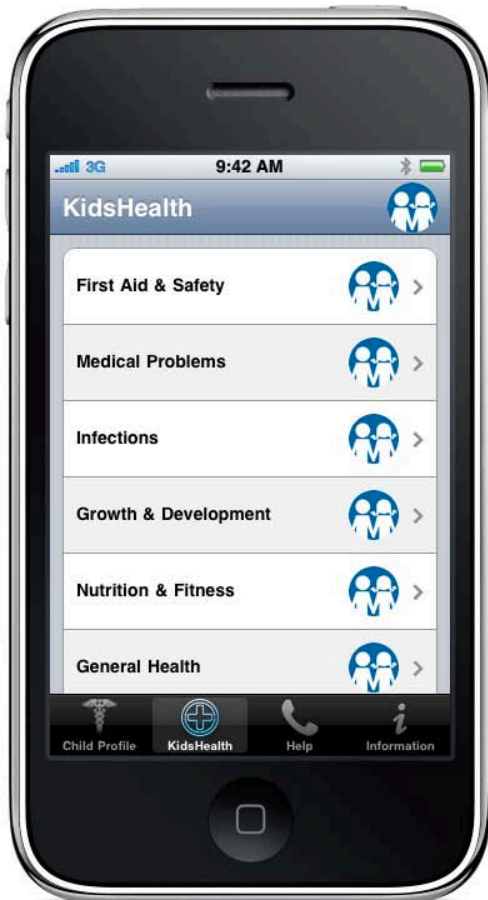 3G 9:42 AM
KidsHealth
First Aid & Safety
Medical Problems
Infections
Growth & Development
Nutrition & Fitness
General Health
Child Profile KidsHealth Help Information